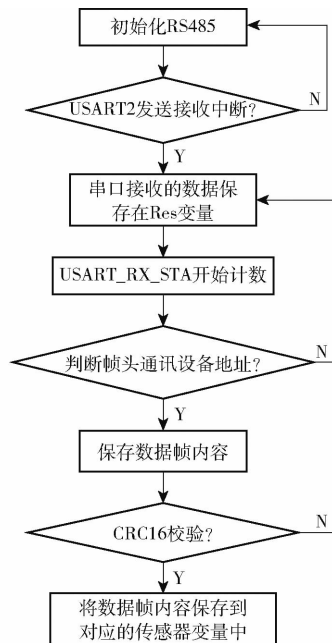 初始化RS485
N
USART2发送接收中断?
Y
串口接收的数据保
存在Res变量
USART_RX_STA开始计数
判断帧头通讯设备地址?
N
Y
保存数据帧内容
CRC16校验?
N
Y
将数据帧内容保存到
对应的传感器变量中